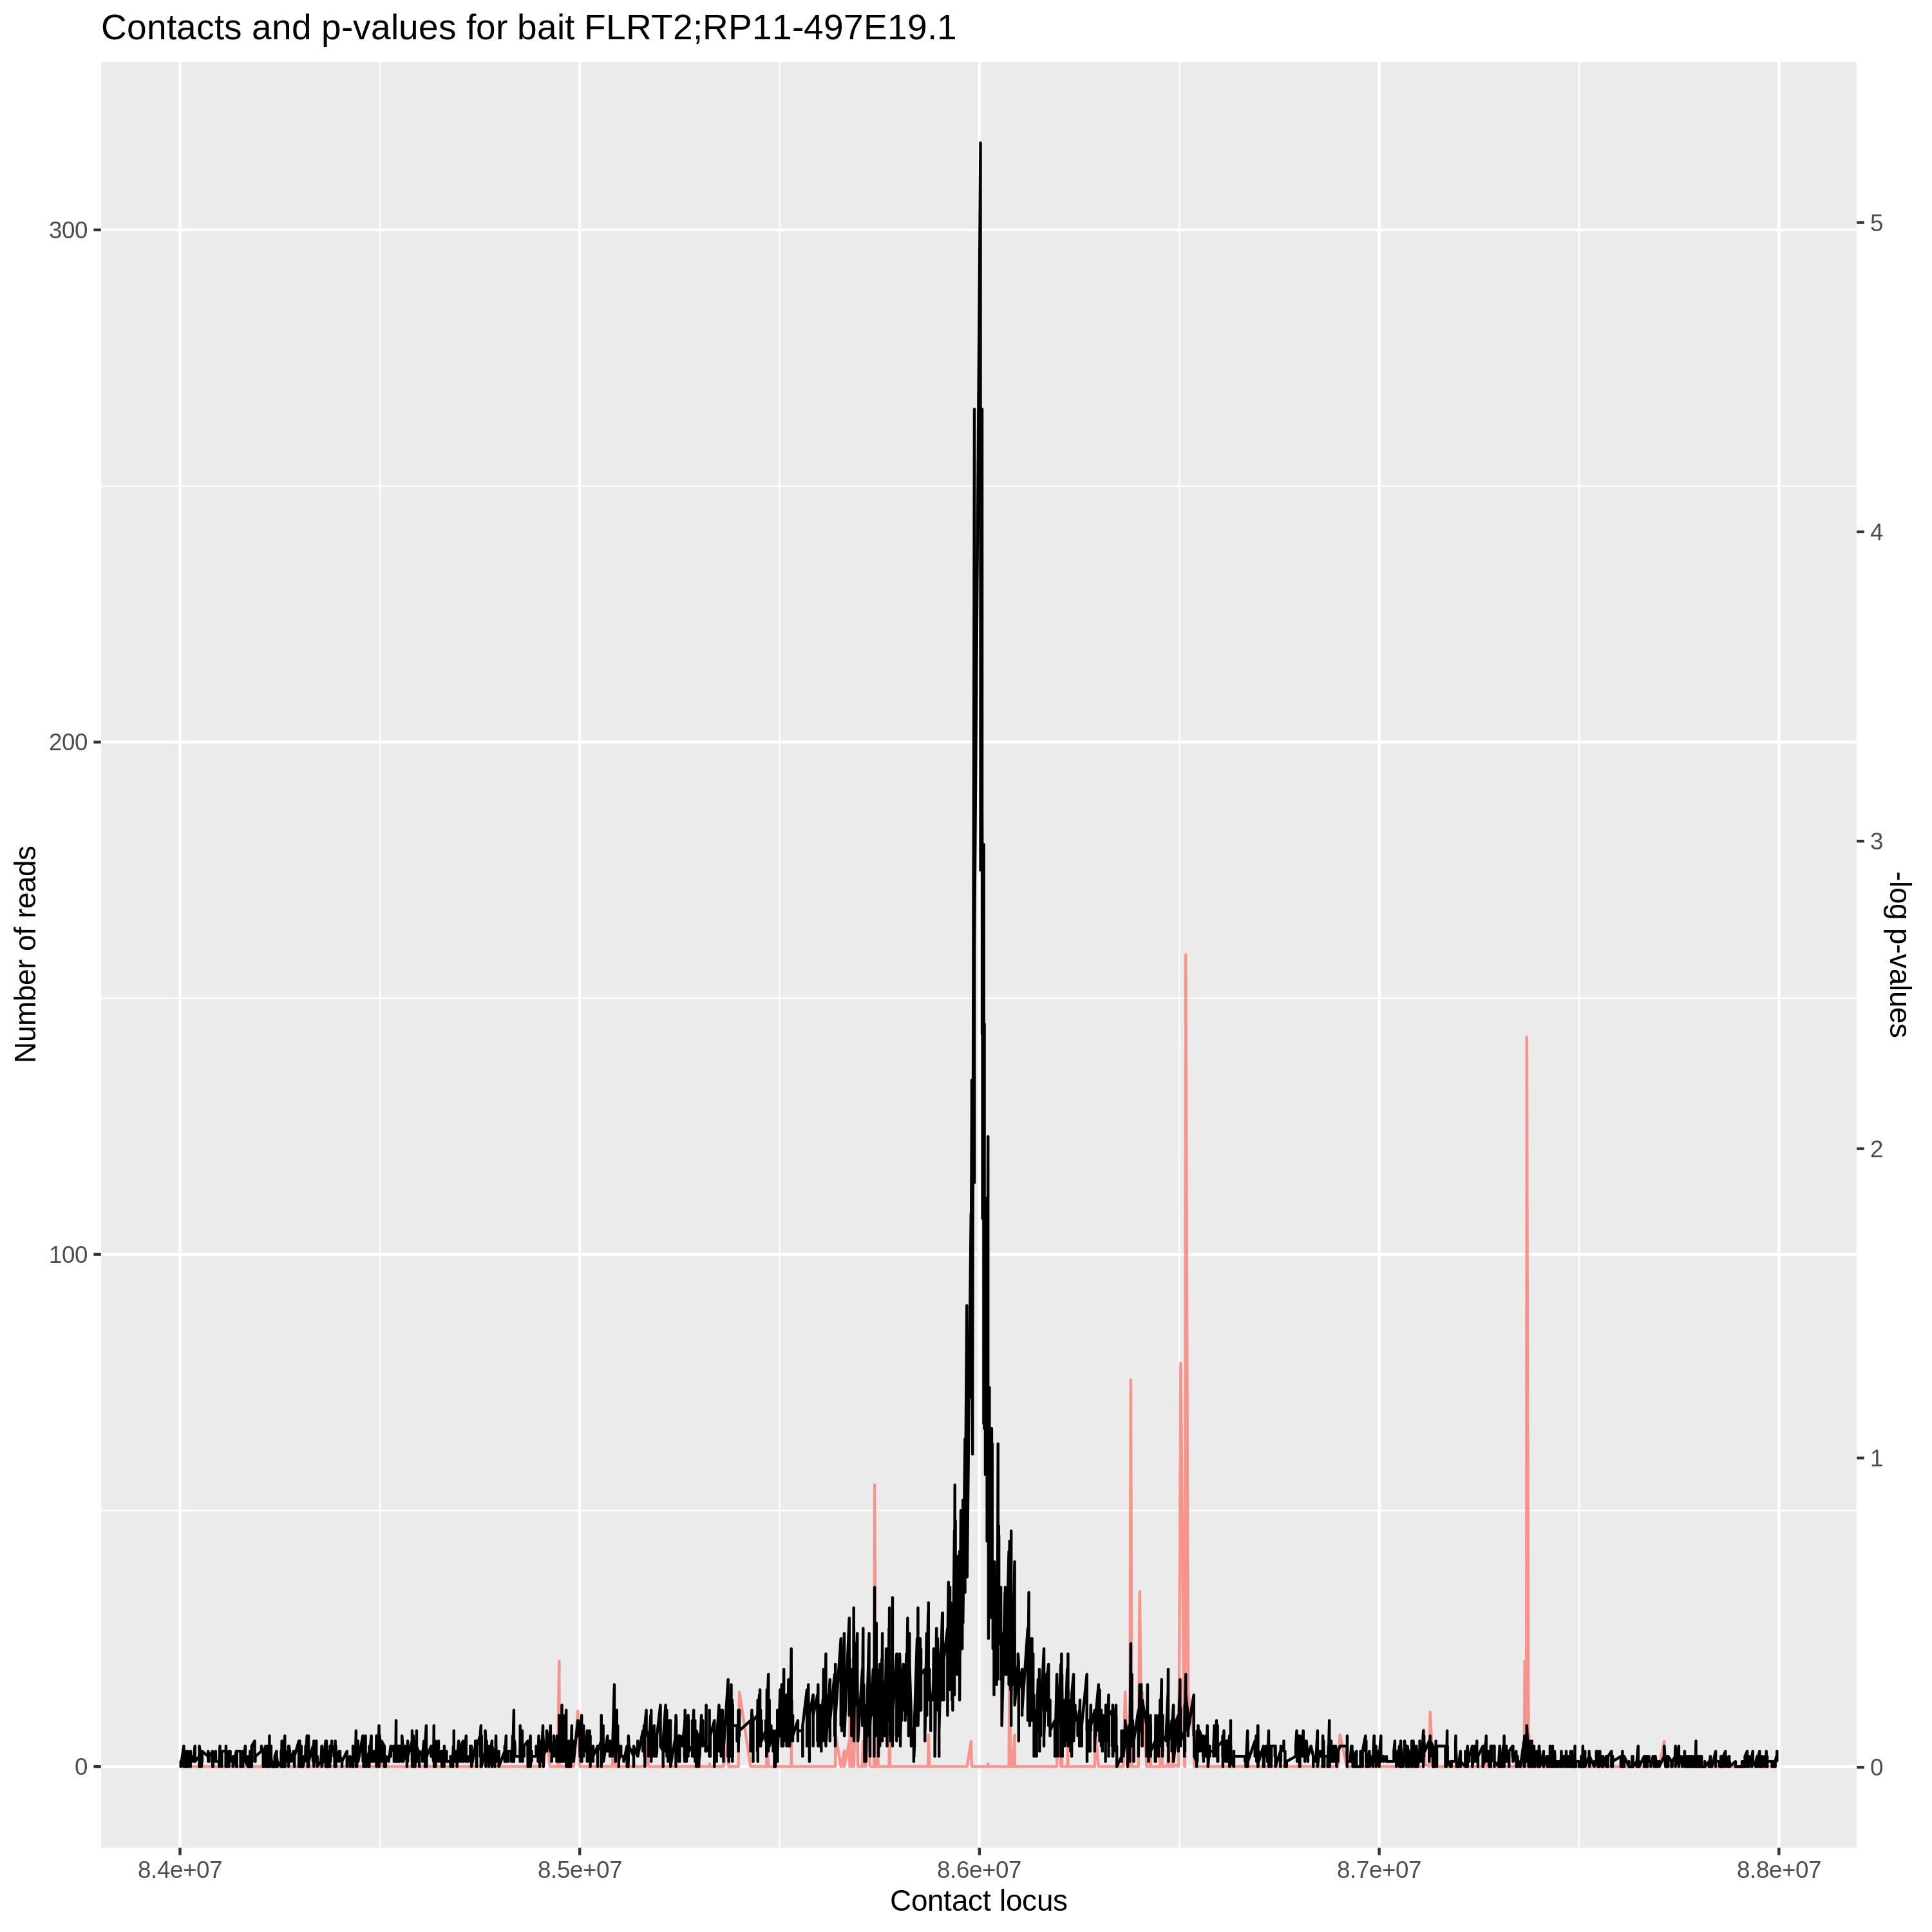 Contacts and p-values for bait FLRT2;RP11-497E19.1
300
200
100
0
Number of reads
5
4
3
2
1
0
-log p-values
8.4e+07
8.5e+07
8.6e+07
8.7e+07
8.8e+07
Contact locus